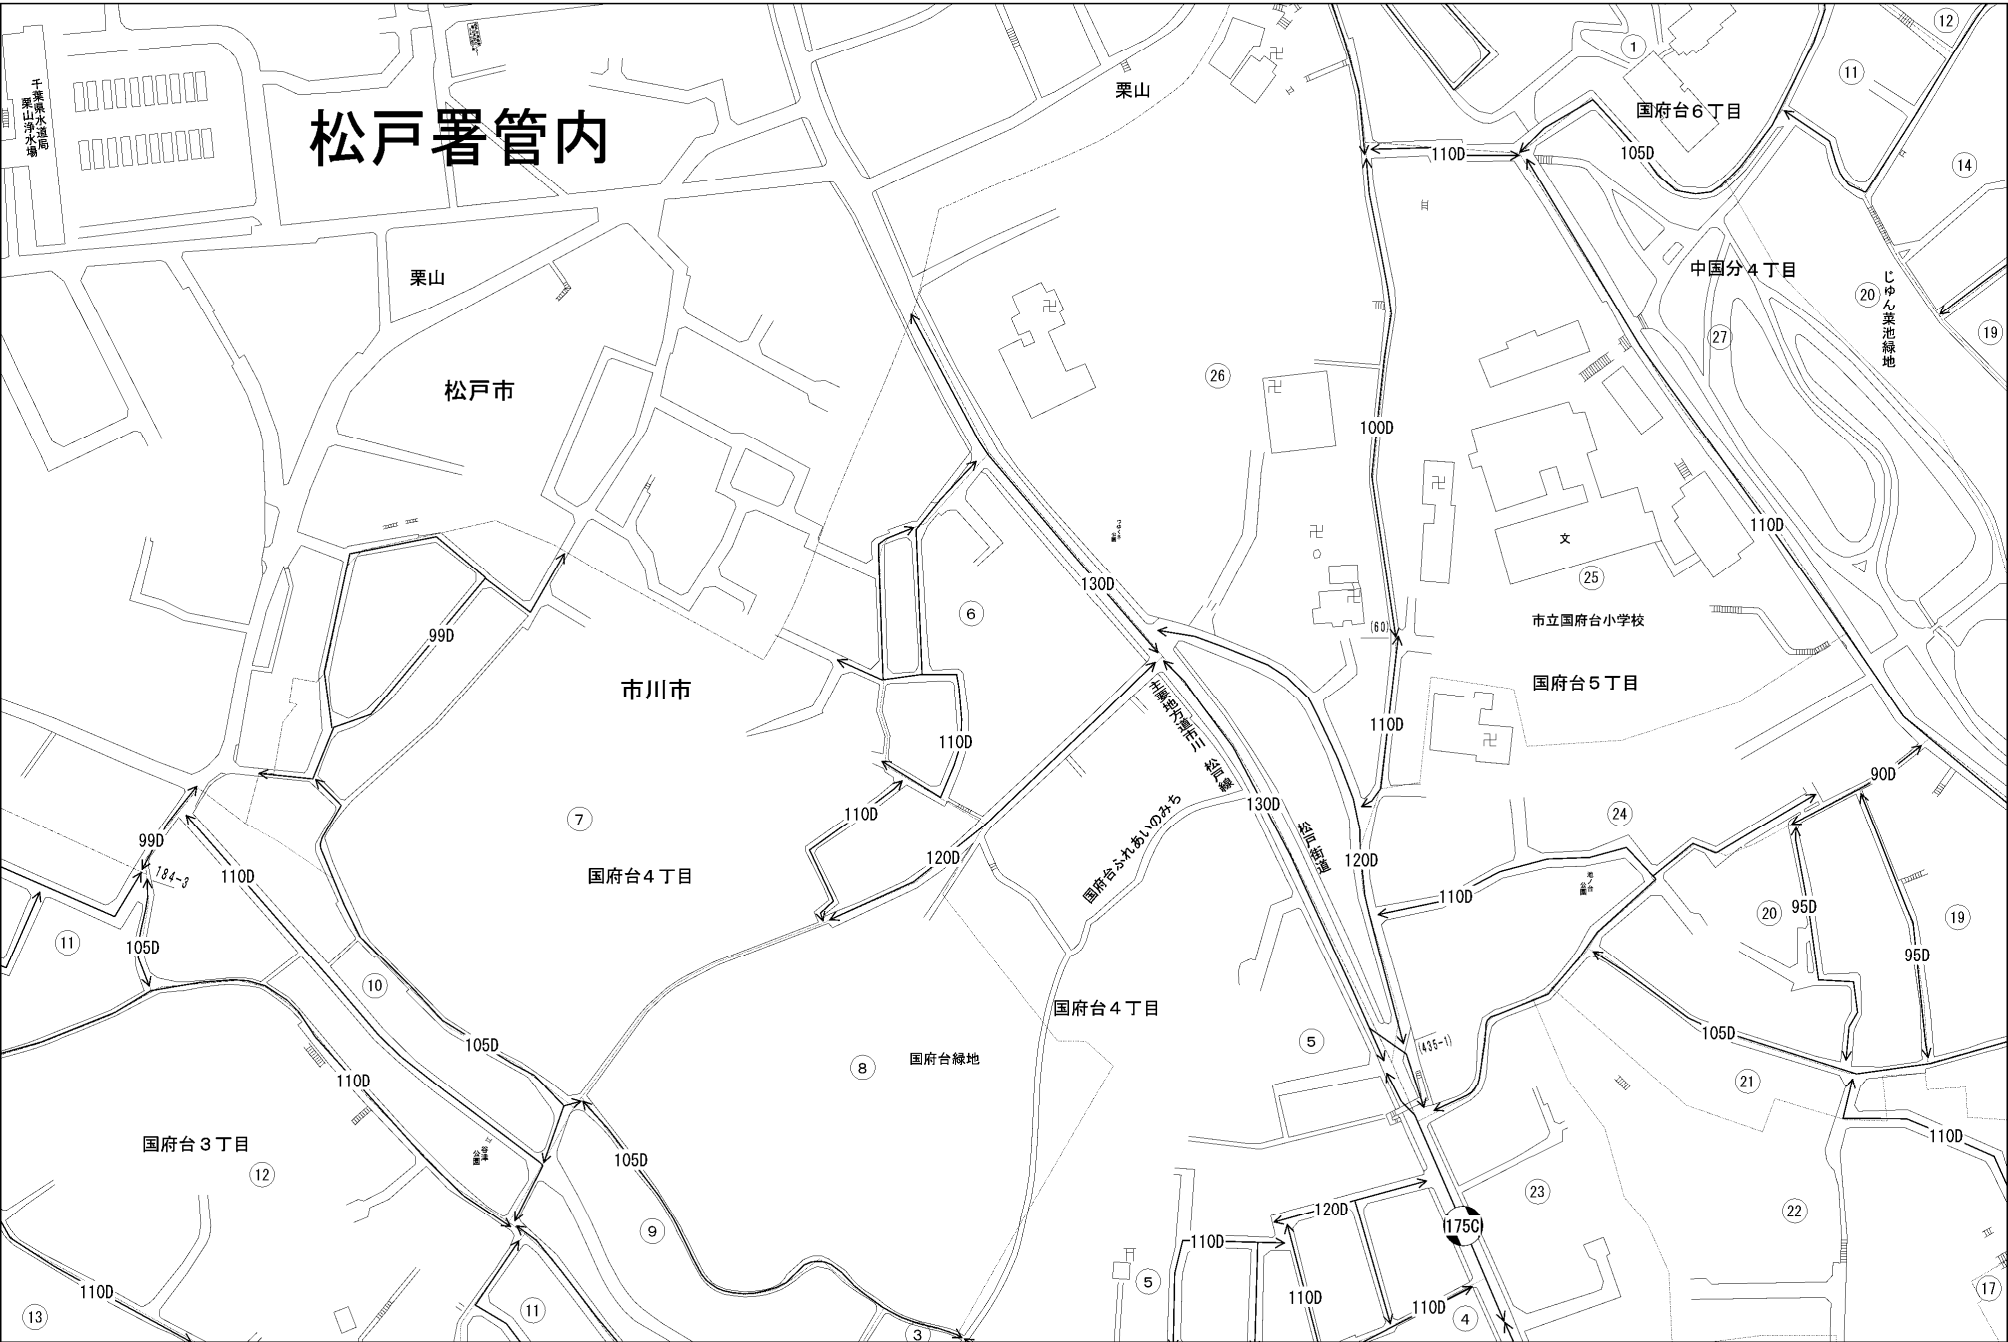 松戸署管内
千葉県水道局
栗山浄水場
栗山
栗山
松戸市
市川市
国府台6丁目
中国分4丁目
じゅん菜池緑地
国府台5丁目
市立国府台小学校
文
国府台4丁目
国府台4丁目
国府台緑地
国府台3丁目
国府台ふれあいのみち
主要地方道市川 松戸線
松戸街道
池ノ台
公園
谷津
公園
①
⑫
⑪
⑭
⑳
⑲
㉗
㉖
㉕
⑥
⑦
㉔
⑳
⑲
⑪
⑩
⑧
⑤
㉑
⑫
⑨
㉓
㉒
⑤
⑬
⑪
③
④
⑰
110D
105D
100D
110D
130D
99D
(60)
110D
110D
90D
130D
110D
120D
120D
99D
184-3
110D
110D
95D
105D
95D
105D
105D
(435-1)
110D
105D
110D
120D
175C
110D
110D
110D
110D